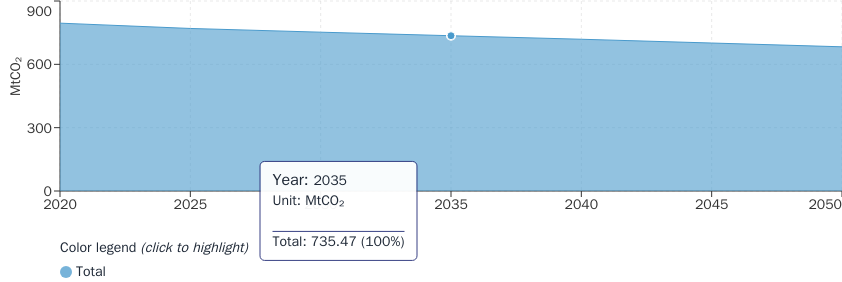 900
MtCO₂
600
300
0
2020
2025
2035
2040
2045
2050
Year: 2035
Unit: MtCO₂
Total: 735.47 (100%)
Color legend (click to highlight)
Total